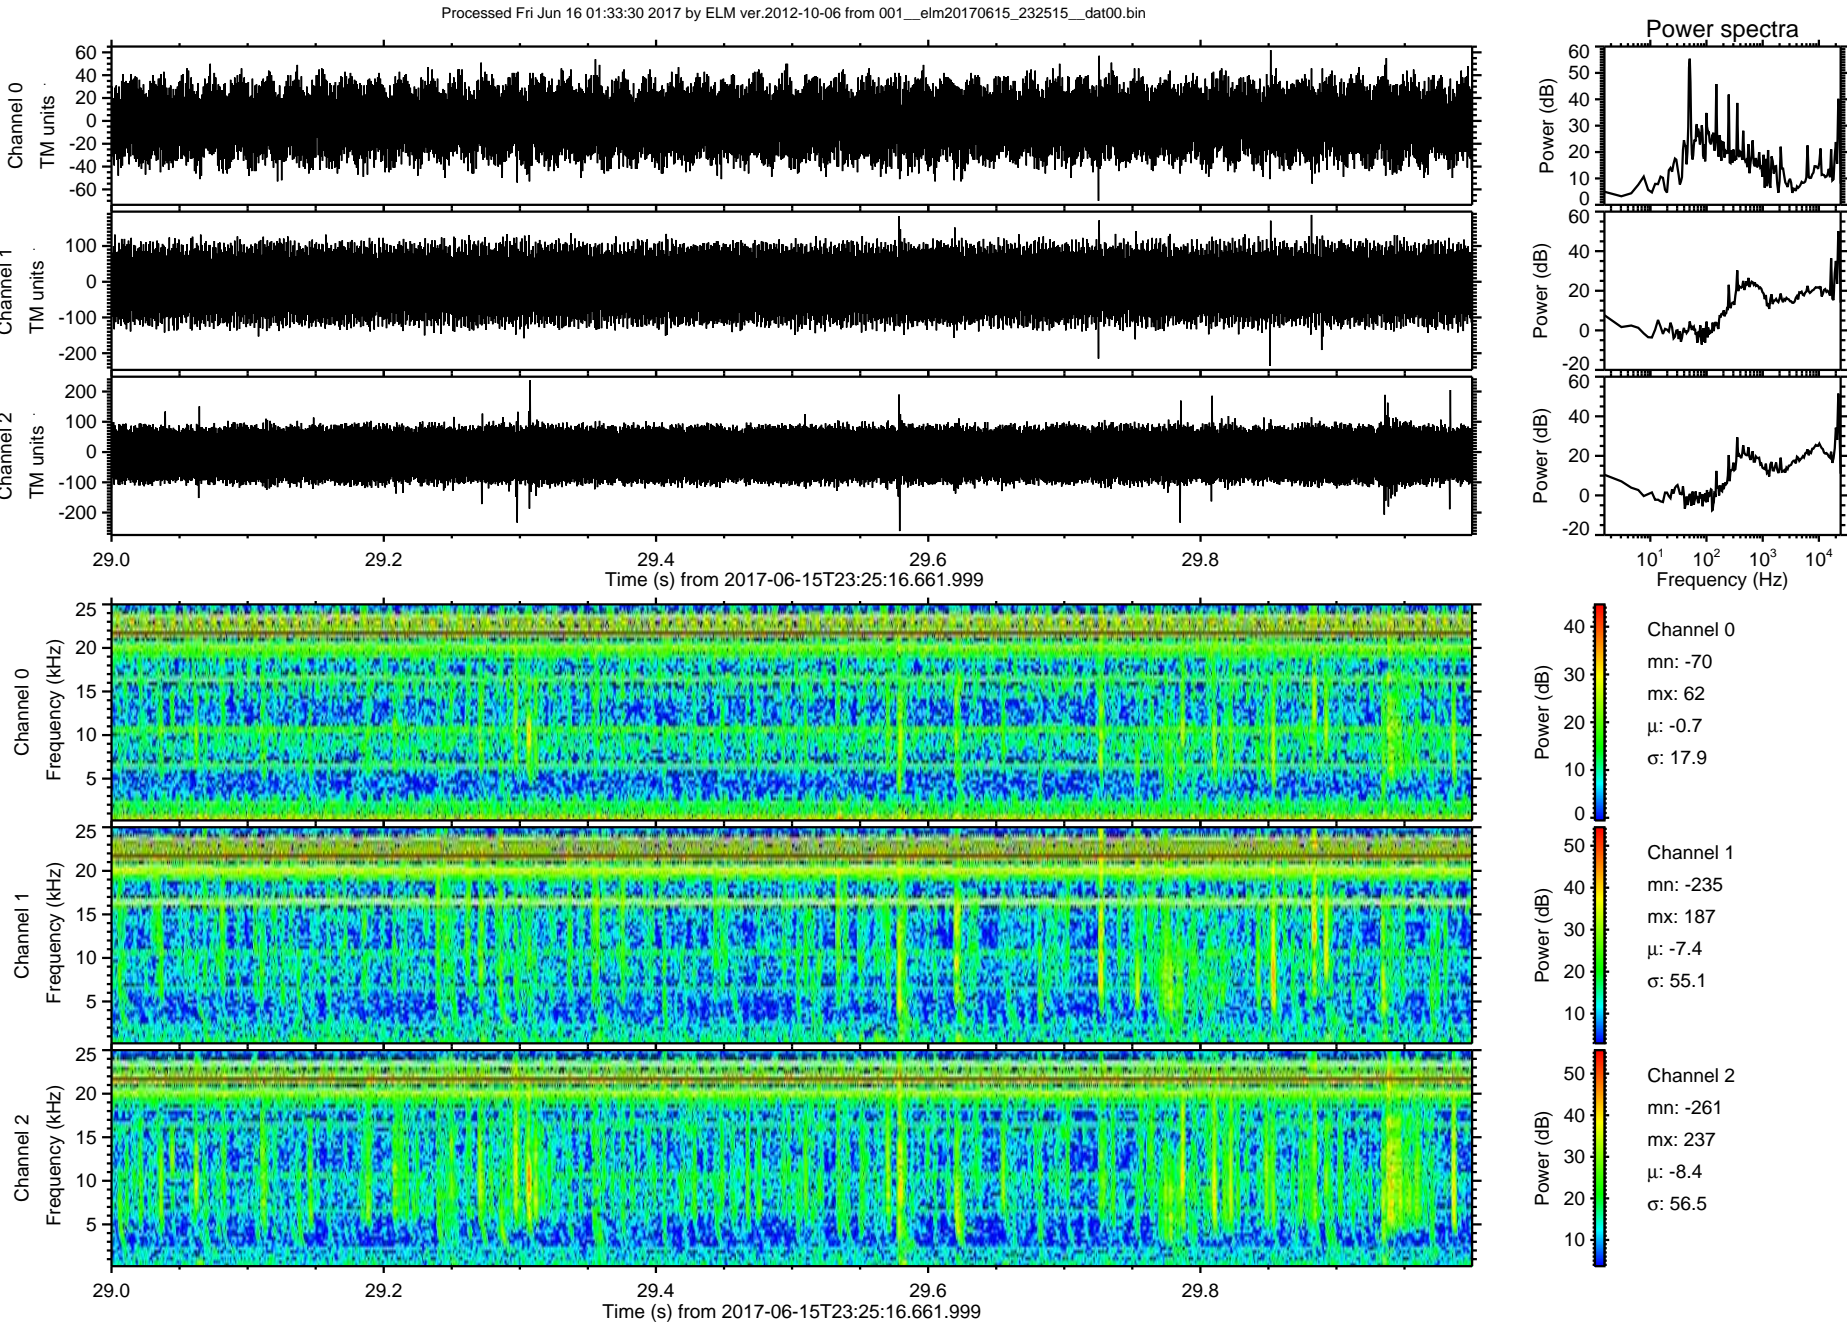 Processed Fri Jun 16 01:33:30 2017 by ELM ver.2012-10-06 from 001__elm20170615_232515__dat00.bin
Power spectra
Channel 0
TM units
60
40
20
0
-20
-40
-60
Power (dB)
60
50
40
30
20
10
0
Channel 1
TM units
100
0
-100
-200
Power (dB)
60
40
20
0
-20
Channel 2
TM units
200
100
0
-100
-200
Power (dB)
60
40
20
0
-20
29.0 29.2 29.4 29.6 29.8
Time (s) from 2017-06-15T23:25:16.661.999
10^1 10^2 10^3 10^4
Frequency (Hz)
Channel 0
Frequency (kHz)
25
20
15
10
5
Power (dB)
40
30
20
10
0
Channel 0
mn: -70
mx: 62
µ: -0.7
σ: 17.9
Channel 1
Frequency (kHz)
25
20
15
10
5
Power (dB)
50
40
30
20
10
Channel 1
mn: -235
mx: 187
µ: -7.4
σ: 55.1
Channel 2
Frequency (kHz)
25
20
15
10
5
Power (dB)
50
40
30
20
10
Channel 2
mn: -261
mx: 237
µ: -8.4
σ: 56.5
29.0 29.2 29.4 29.6 29.8
Time (s) from 2017-06-15T23:25:16.661.999